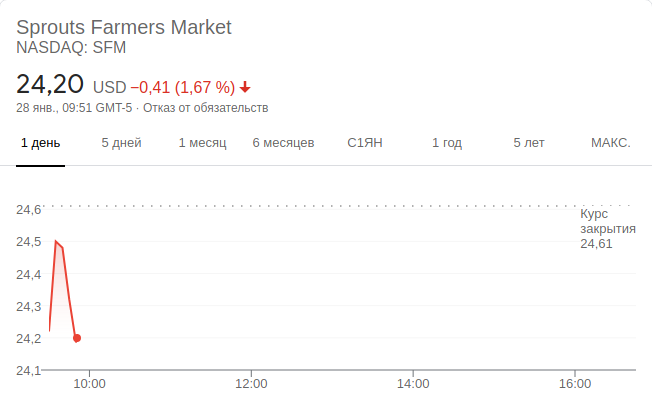 Sprouts Farmers Market
NASDAQ: SFM
24,20 USD −0,41 (1,67 %)
28 янв., 09:51 GMT-5 · Отказ от обязательств
1 день 5 дней 1 месяц 6 месяцев С1ЯН 1 год 5 лет МАКС.
24,6
Курс
закрытия
24,61
24,5
24,4
24,3
24,2
24,1
10:00 12:00 14:00 16:00